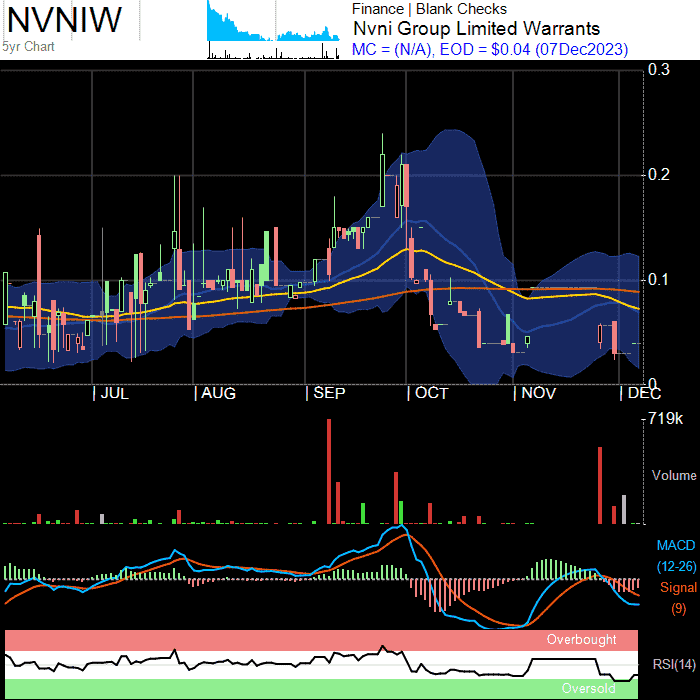 NVNIW
5yr Chart
Finance | Blank Checks
Nvni Group Limited Warrants
MC = (N/A), EOD = $0.04 (07Dec2023)
0.3
0.2
0.1
0
JUL AUG SEP OCT NOV DEC
719k
Volume
MACD
(12-26)
Signal
(9)
Overbought
RSI(14)
Oversold